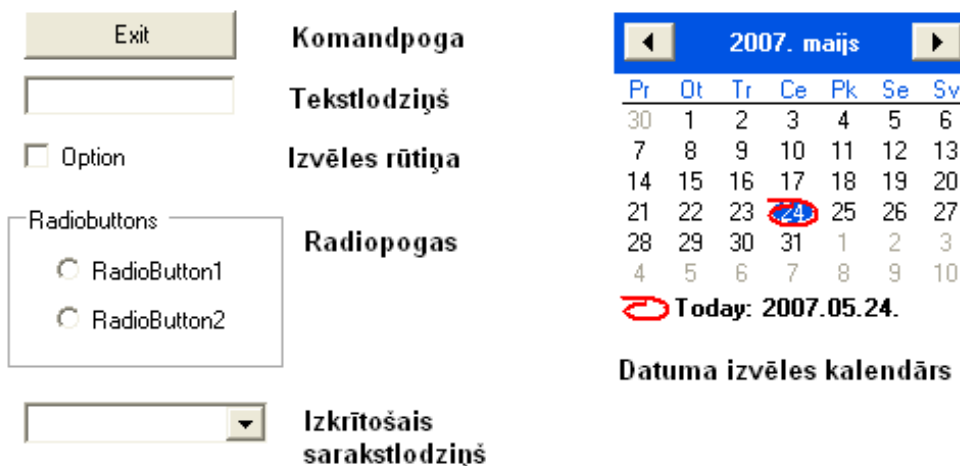 Exit
Komandpoga
Tekstlodziņš
Option
Izvēles rūtiņa
Radiobuttons
RadioButton1
RadioButton2
Radiopogas
Izkrītošais
sarakstlodziņš
2007. maijs
Pr Ot Tr Ce Pk Se Sv
30 1 2 3 4 5 6
7 8 9 10 11 12 13
14 15 16 17 18 19 20
21 22 23 24 25 26 27
28 29 30 31 1 2 3
4 5 6 7 8 9 10
Today: 2007.05.24.
Datuma izvēles kalendārs